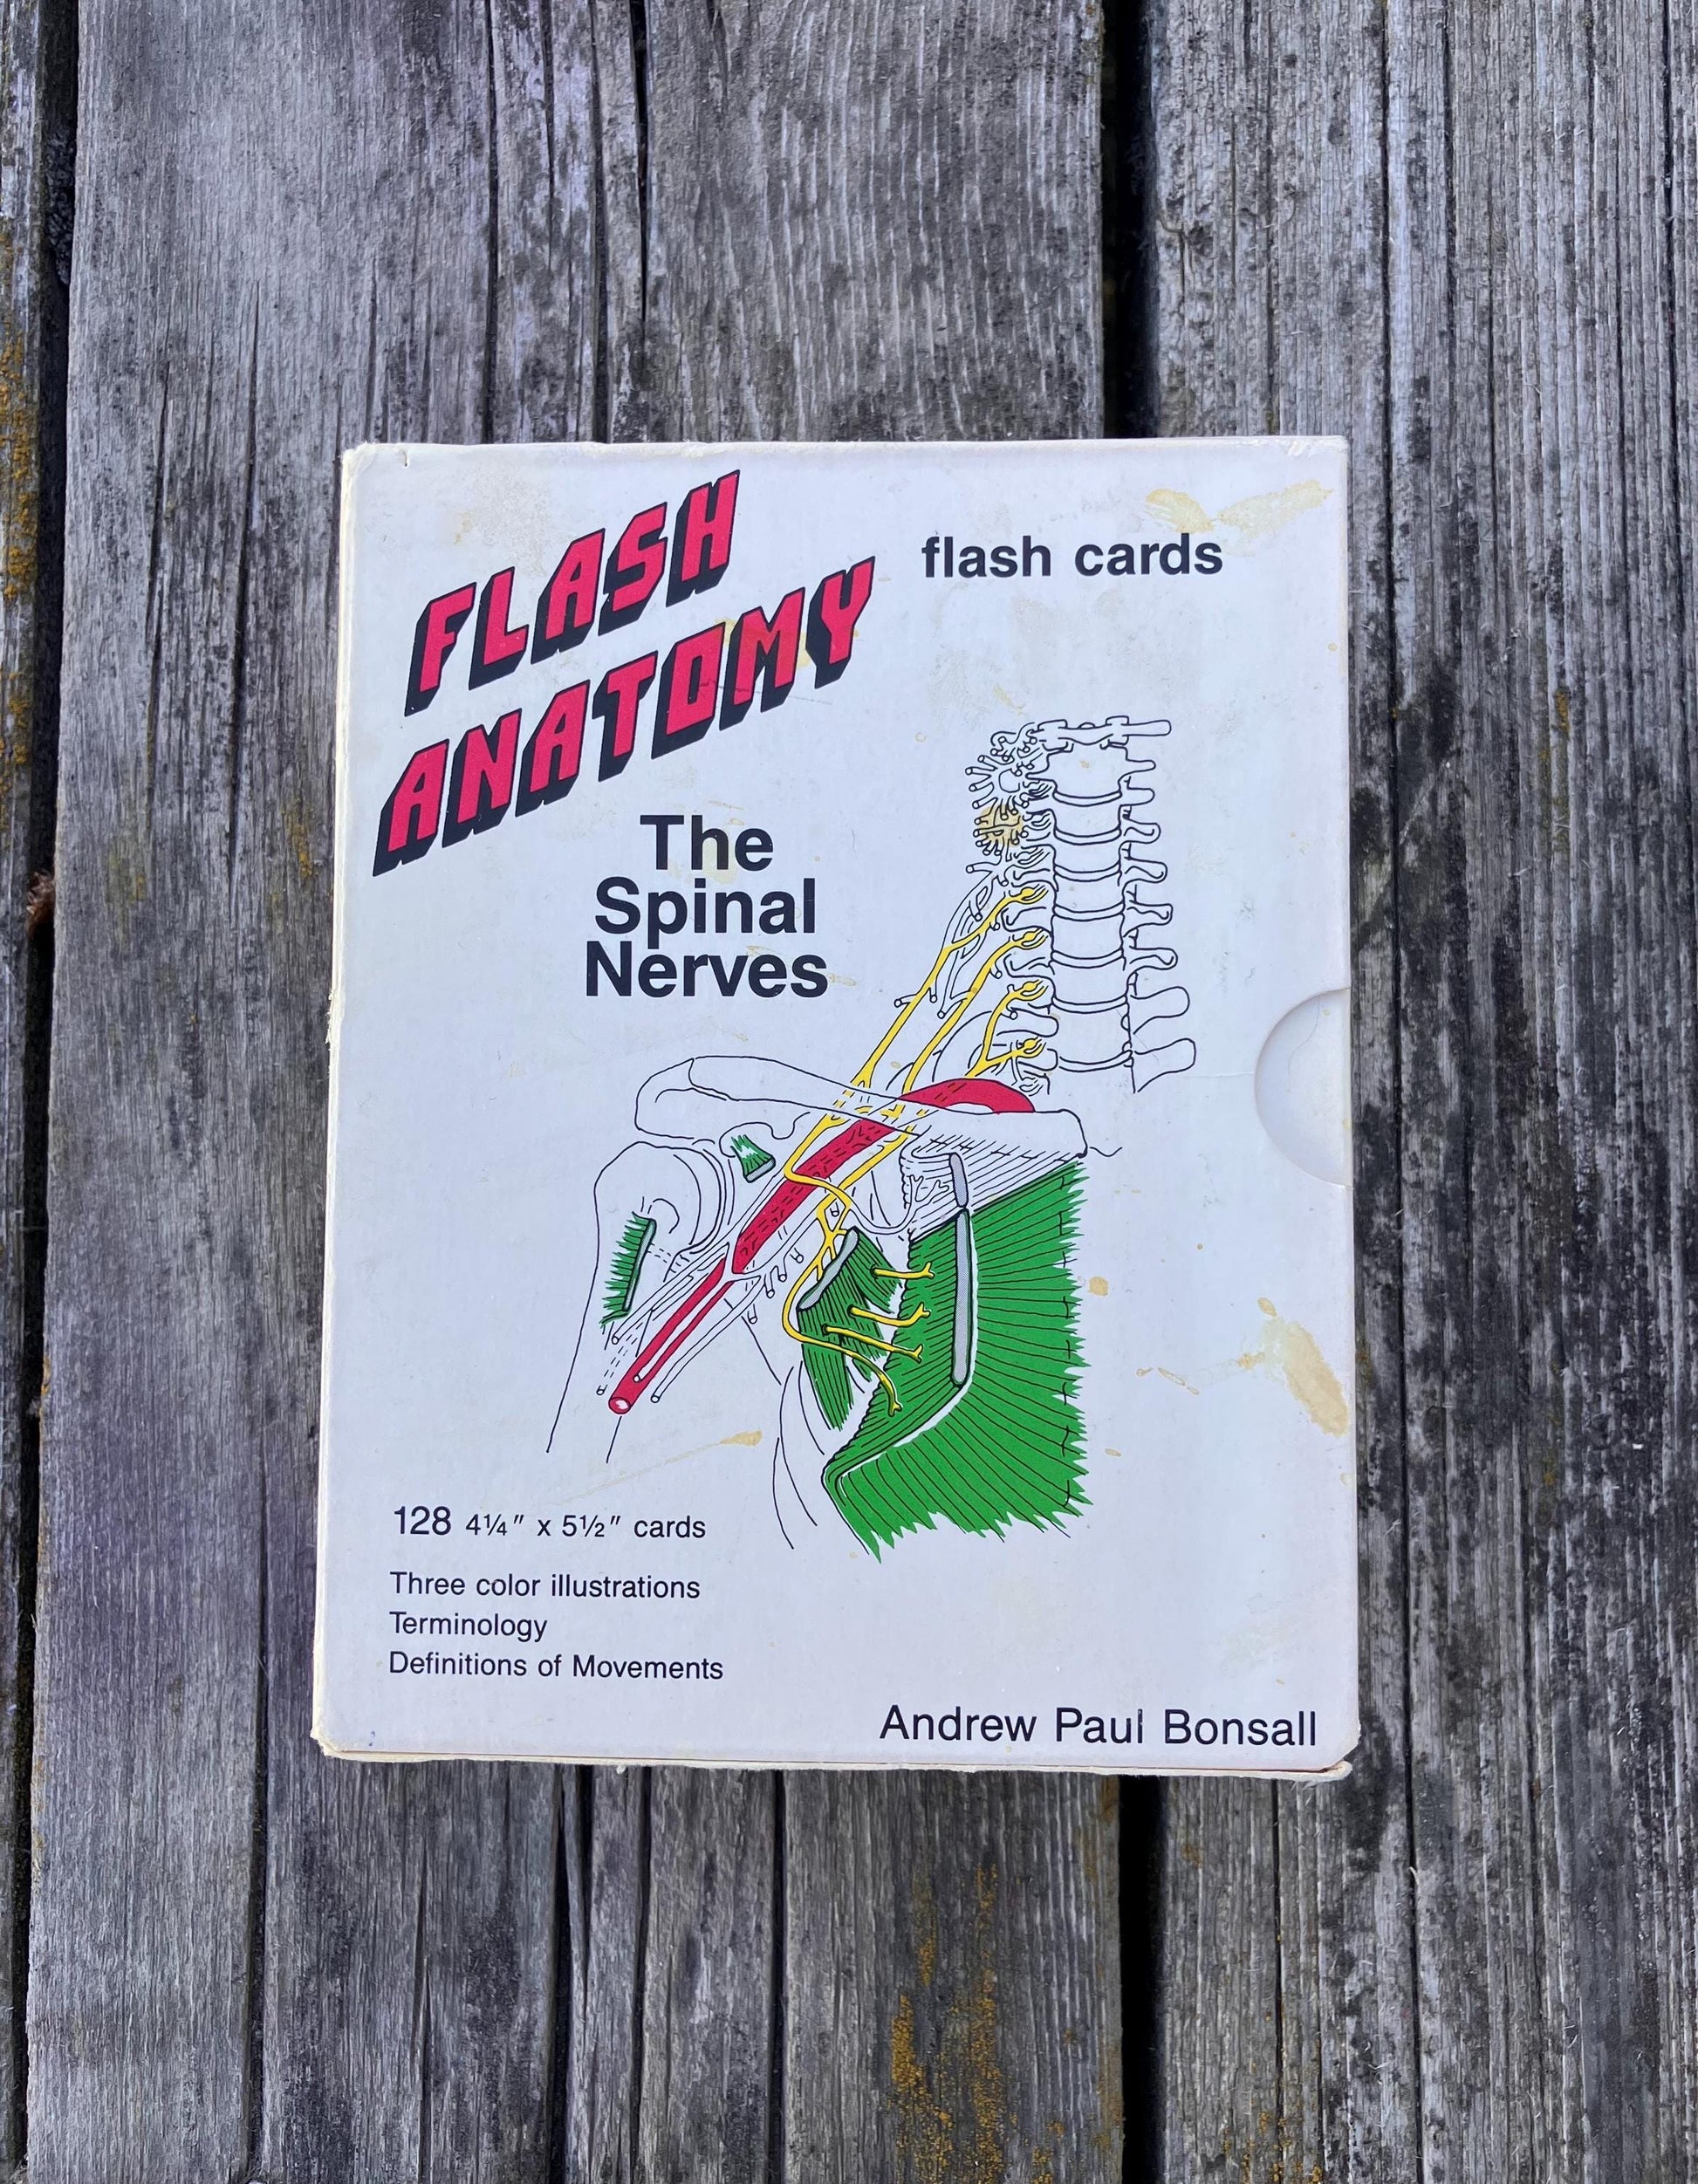 FLASH
ANATOMY
flash cards
The
Spinal
Nerves
128 4¼" x 5½" cards
Three color illustrations
Terminology
Definitions of Movements
Andrew Paul Bonsall